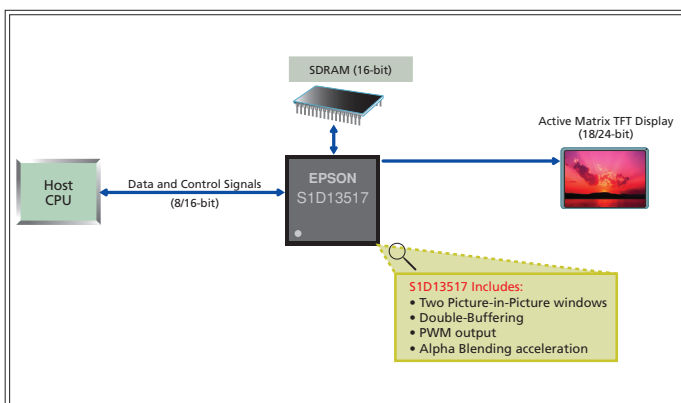 SDRAM (16-bit)
Active Matrix TFT Display
(18/24-bit)
Host
CPU
Data and Control Signals
(8/16-bit)
EPSON
S1D13517
S1D13517 Includes:
• Two Picture-in-Picture windows
• Double-Buffering
• PWM output
• Alpha Blending acceleration